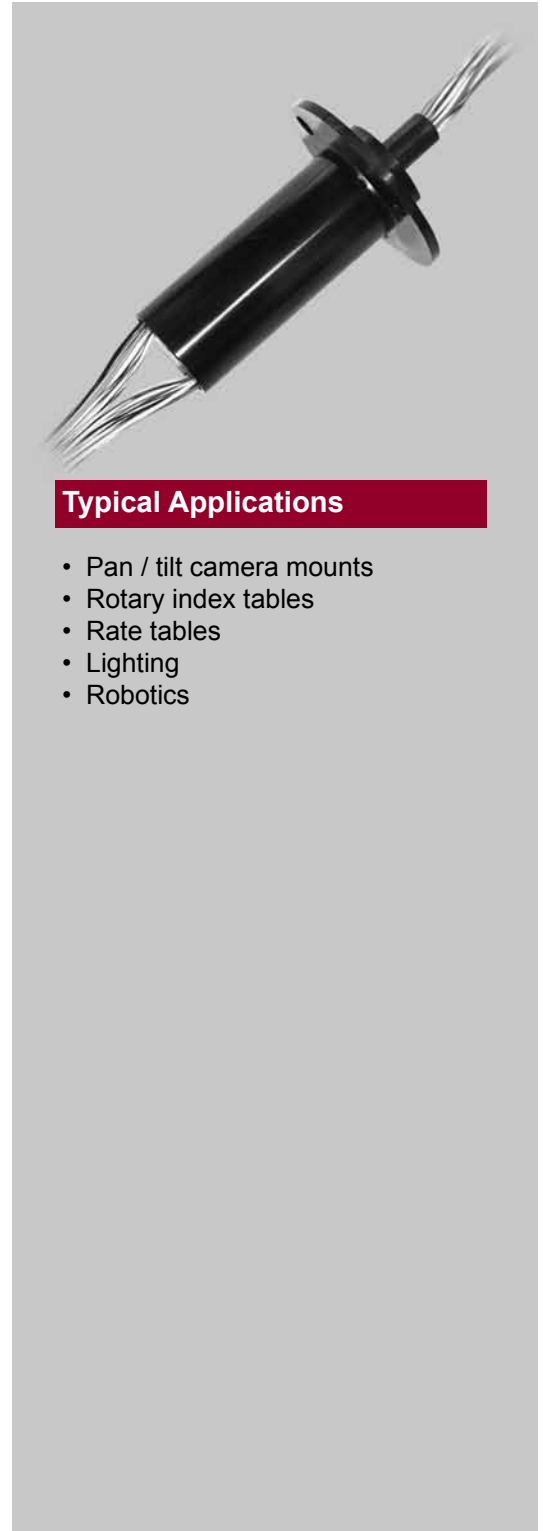 Typical Applications
• Pan / tilt camera mounts
• Rotary index tables
• Rate tables
• Lighting
• Robotics